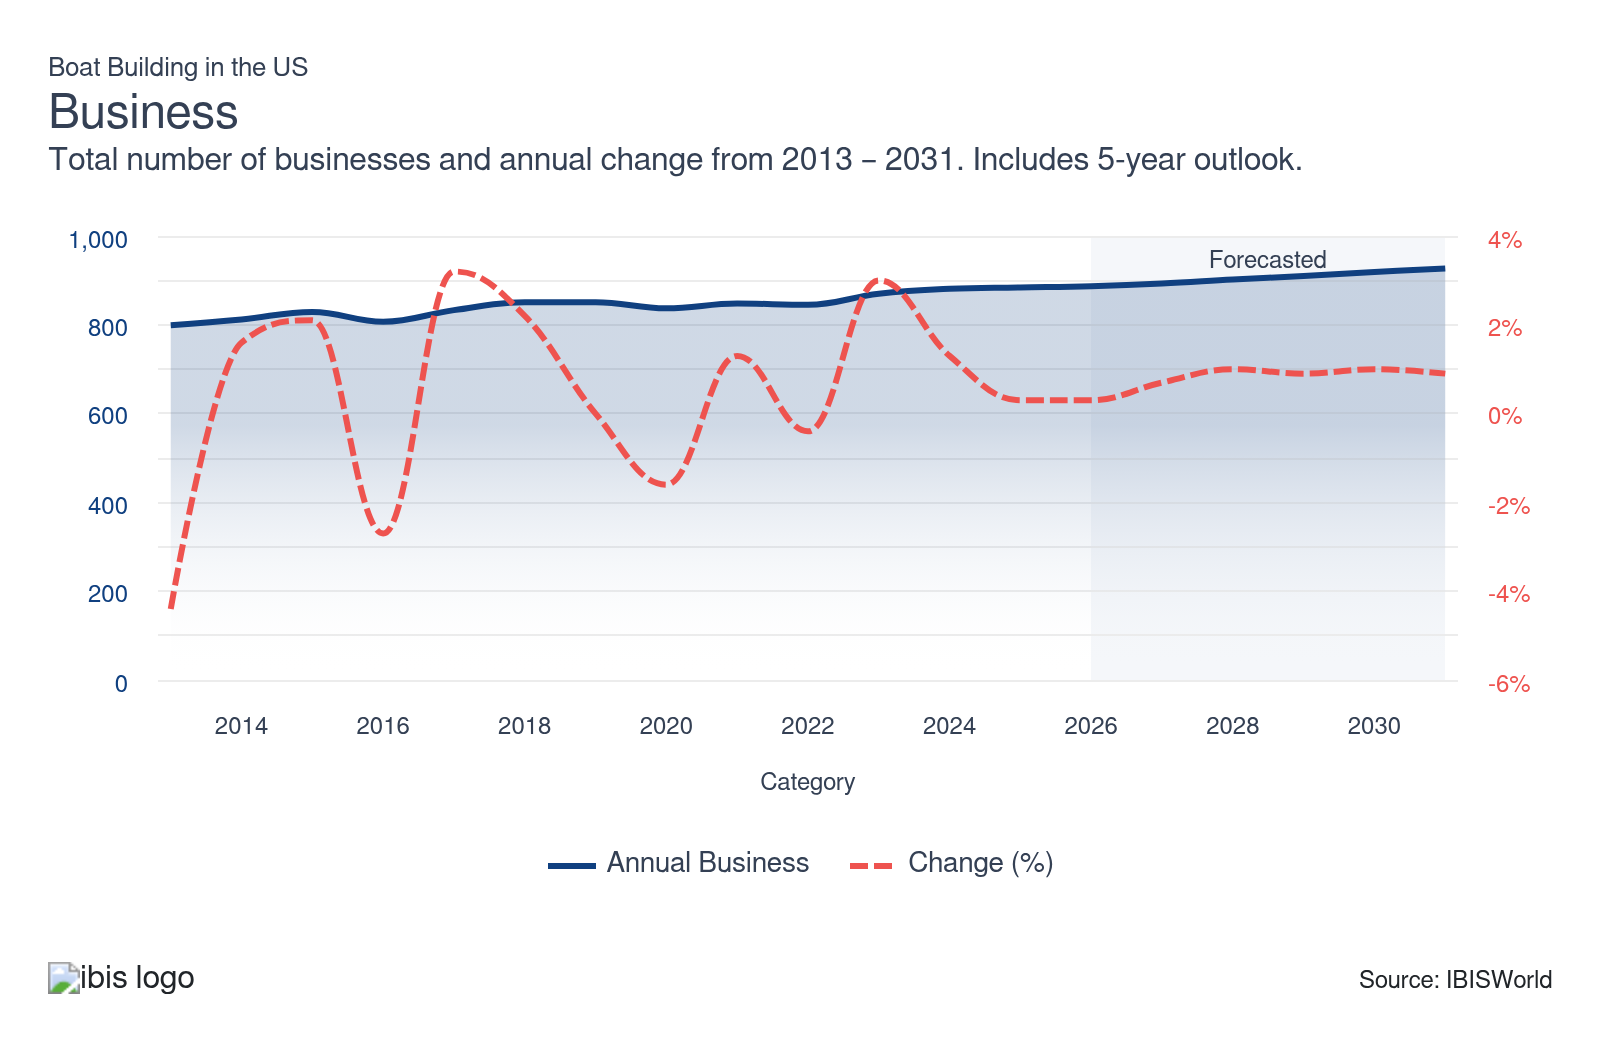 Boat Building in the US
Business
Total number of businesses and annual change from 2013 – 2031. Includes 5-year outlook.
1,000
800
600
400
200
0
Forecasted
4%
2%
0%
-2%
-4%
-6%
2014 2016 2018 2020 2022 2024 2026 2028 2030
Category
Annual Business Change (%)
ibis logo
Source: IBISWorld